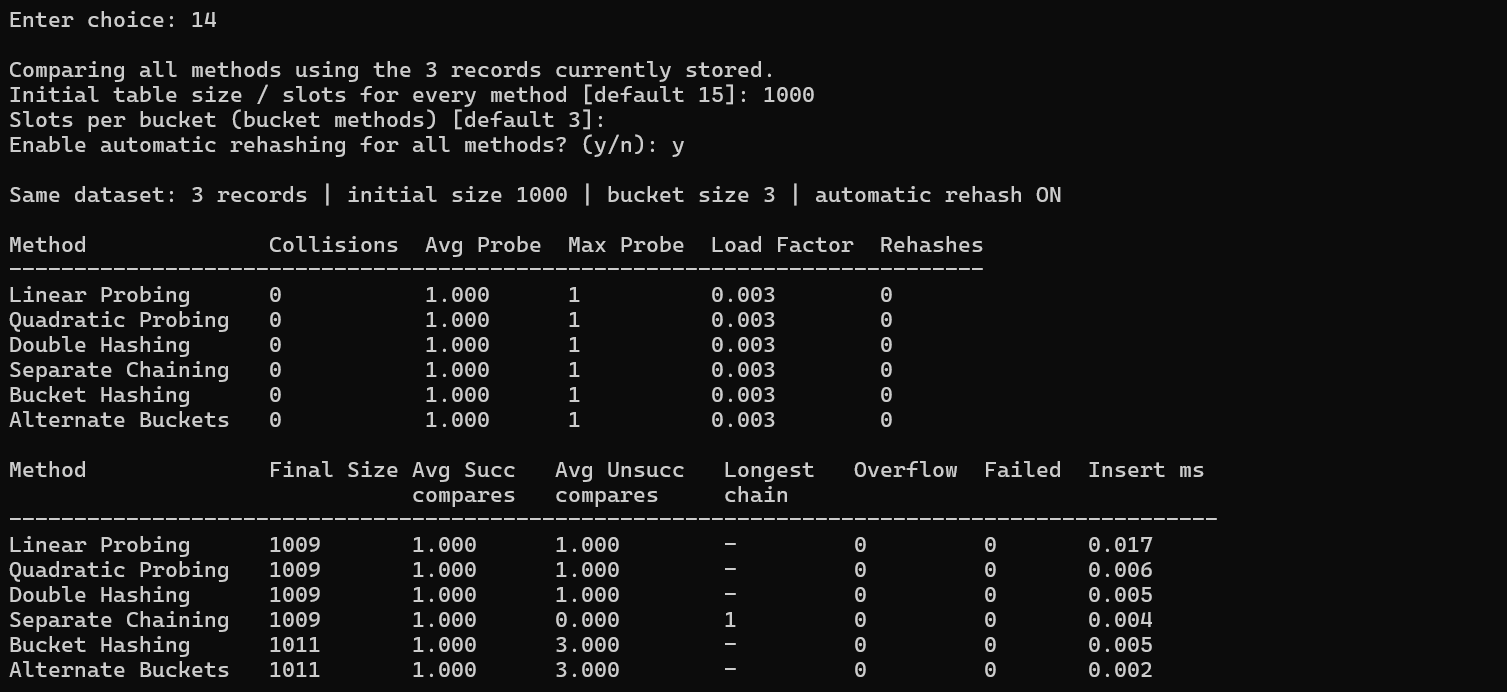 Enter choice: 14
Comparing all methods using the 3 records currently stored.
Initial table size / slots for every method [default 15]: 1000
Slots per bucket (bucket methods) [default 3]:
Enable automatic rehashing for all methods? (y/n): y
Same dataset: 3 records | initial size 1000 | bucket size 3 | automatic rehash ON
Method              Collisions  Avg Probe  Max Probe  Load Factor  Rehashes
---------------------------------------------------------------------------
Linear Probing      0           1.000      1          0.003        0
Quadratic Probing   0           1.000      1          0.003        0
Double Hashing      0           1.000      1          0.003        0
Separate Chaining   0           1.000      1          0.003        0
Bucket Hashing      0           1.000      1          0.003        0
Alternate Buckets   0           1.000      1          0.003        0
Method              Final Size Avg Succ   Avg Unsucc   Longest   Overflow  Failed  Insert ms
                               compares   compares     chain
---------------------------------------------------------------------------------------------
Linear Probing      1009       1.000      1.000        -         0         0       0.017
Quadratic Probing   1009       1.000      1.000        -         0         0       0.006
Double Hashing      1009       1.000      1.000        -         0         0       0.005
Separate Chaining   1009       1.000      0.000        1         0         0       0.004
Bucket Hashing      1011       1.000      3.000        -         0         0       0.005
Alternate Buckets   1011       1.000      3.000        -         0         0       0.002